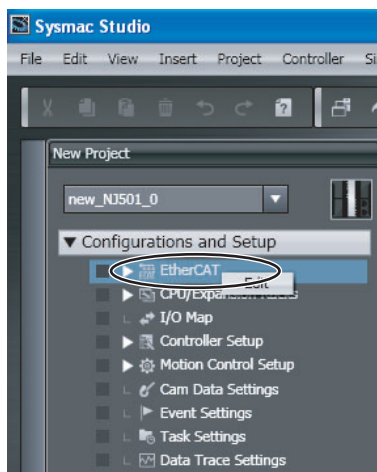 Sysmac Studio
File Edit View Insert Project Controller Si
New Project
new_NJ501_0
Configurations and Setup
EtherCAT
Edit
I/O Map
Controller Setup
Motion Control Setup
Cam Data Settings
Event Settings
Task Settings
Data Trace Settings